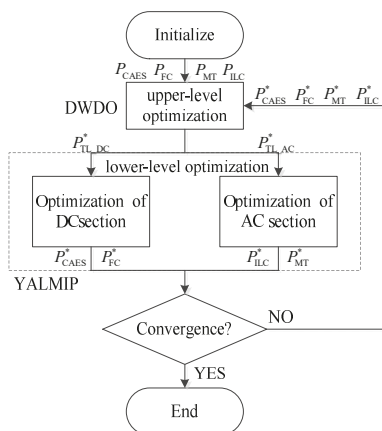 Initialize
P_CAES P_FC P_MT P_ILC
DWDO
upper-level
optimization
P*_CAES P*_FC P*_MT P*_ILC
P*_TL_DC P*_TL_AC
lower-level optimization
Optimization of
DCsection
Optimization of
AC section
P*_CAES P*_FC
P*_ILC P*_MT
YALMIP
Convergence?
NO
YES
End